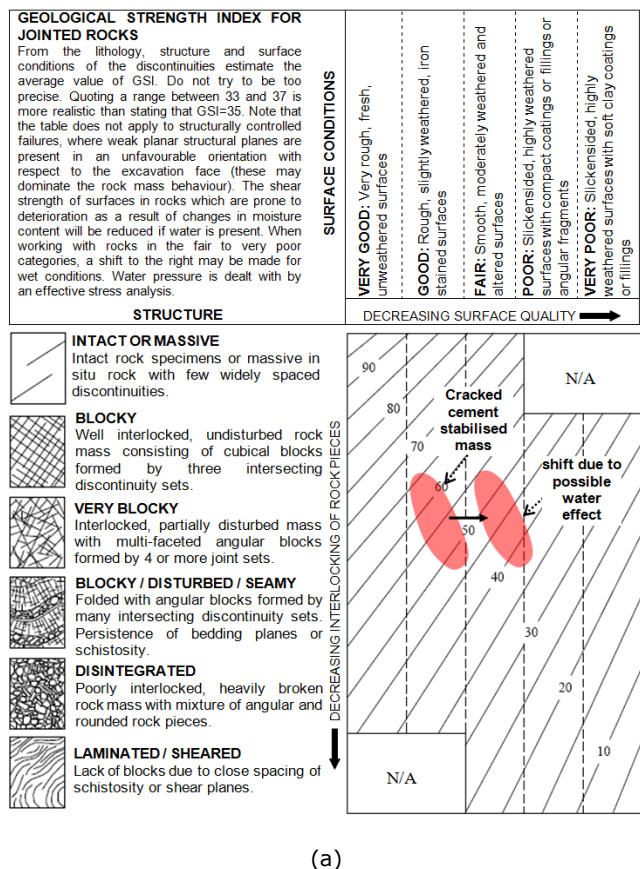 GEOLOGICAL STRENGTH INDEX FOR
JOINTED ROCKS
From the lithology, structure and surface
conditions of the discontinuities estimate the
average value of GSI. Do not try to be too
precise. Quoting a range between 33 and 37 is
more realistic than stating that GSI=35. Note that
the table does not apply to structurally controlled
failures, where weak planar structural planes are
present in an unfavourable orientation with
respect to the excavation face (these may
dominate the rock mass behaviour). The shear
strength of surfaces in rocks which are prone to
deterioration as a result of changes in moisture
content will be reduced if water is present. When
working with rocks in the fair to very poor
categories, a shift to the right may be made for
wet conditions. Water pressure is dealt with by
an effective stress analysis.
STRUCTURE
SURFACE CONDITIONS
VERY GOOD: Very rough, fresh,
unweathered surfaces
GOOD: Rough, slightly weathered, iron
stained surfaces
FAIR: Smooth, moderately weathered and
altered surfaces
POOR: Slickensided, highly weathered
surfaces with compact coatings or fillings or
angular fragments
VERY POOR: Slickensided, highly
weathered surfaces with soft clay coatings
or fillings
DECREASING SURFACE QUALITY
INTACT OR MASSIVE
Intact rock specimens or massive in
situ rock with few widely spaced
discontinuities.
BLOCKY
Well interlocked, undisturbed rock
mass consisting of cubical blocks
formed by three intersecting
discontinuity sets.
VERY BLOCKY
Interlocked, partially disturbed mass
with multi-faceted angular blocks
formed by 4 or more joint sets.
BLOCKY / DISTURBED / SEAMY
Folded with angular blocks formed by
many intersecting discontinuity sets.
Persistence of bedding planes or
schistosity.
DISINTEGRATED
Poorly interlocked, heavily broken
rock mass with mixture of angular and
rounded rock pieces.
LAMINATED / SHEARED
Lack of blocks due to close spacing of
schistosity or shear planes.
DECREASING INTERLOCKING OF ROCK PIECES
90
N/A
80
Cracked
cement
stabilised
mass
70
shift due to
possible
water
effect
60
50
40
30
20
10
N/A
(a)